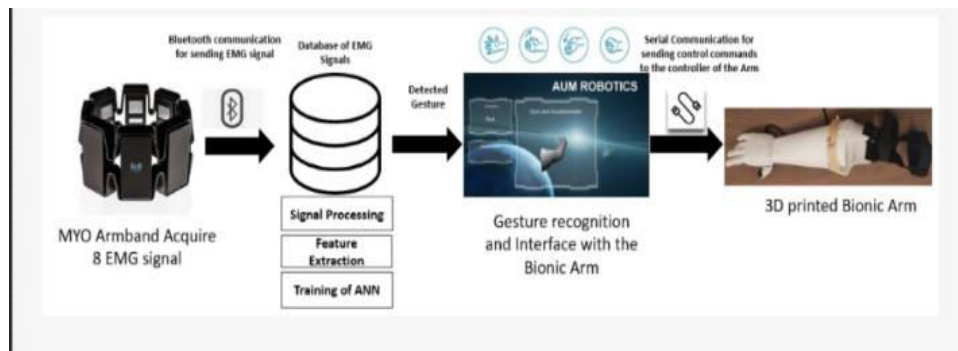 Bluetooth communication
for sending EMG signal
Database of EMG
Signals
Detected
Gesture
Serial Communication for
sending control commands
to the controller of the Arm
AUM ROBOTICS
MYO Armband Acquire
8 EMG signal
Signal Processing
Feature
Extraction
Training of ANN
Gesture recognition
and Interface with the
Bionic Arm
3D printed Bionic Arm